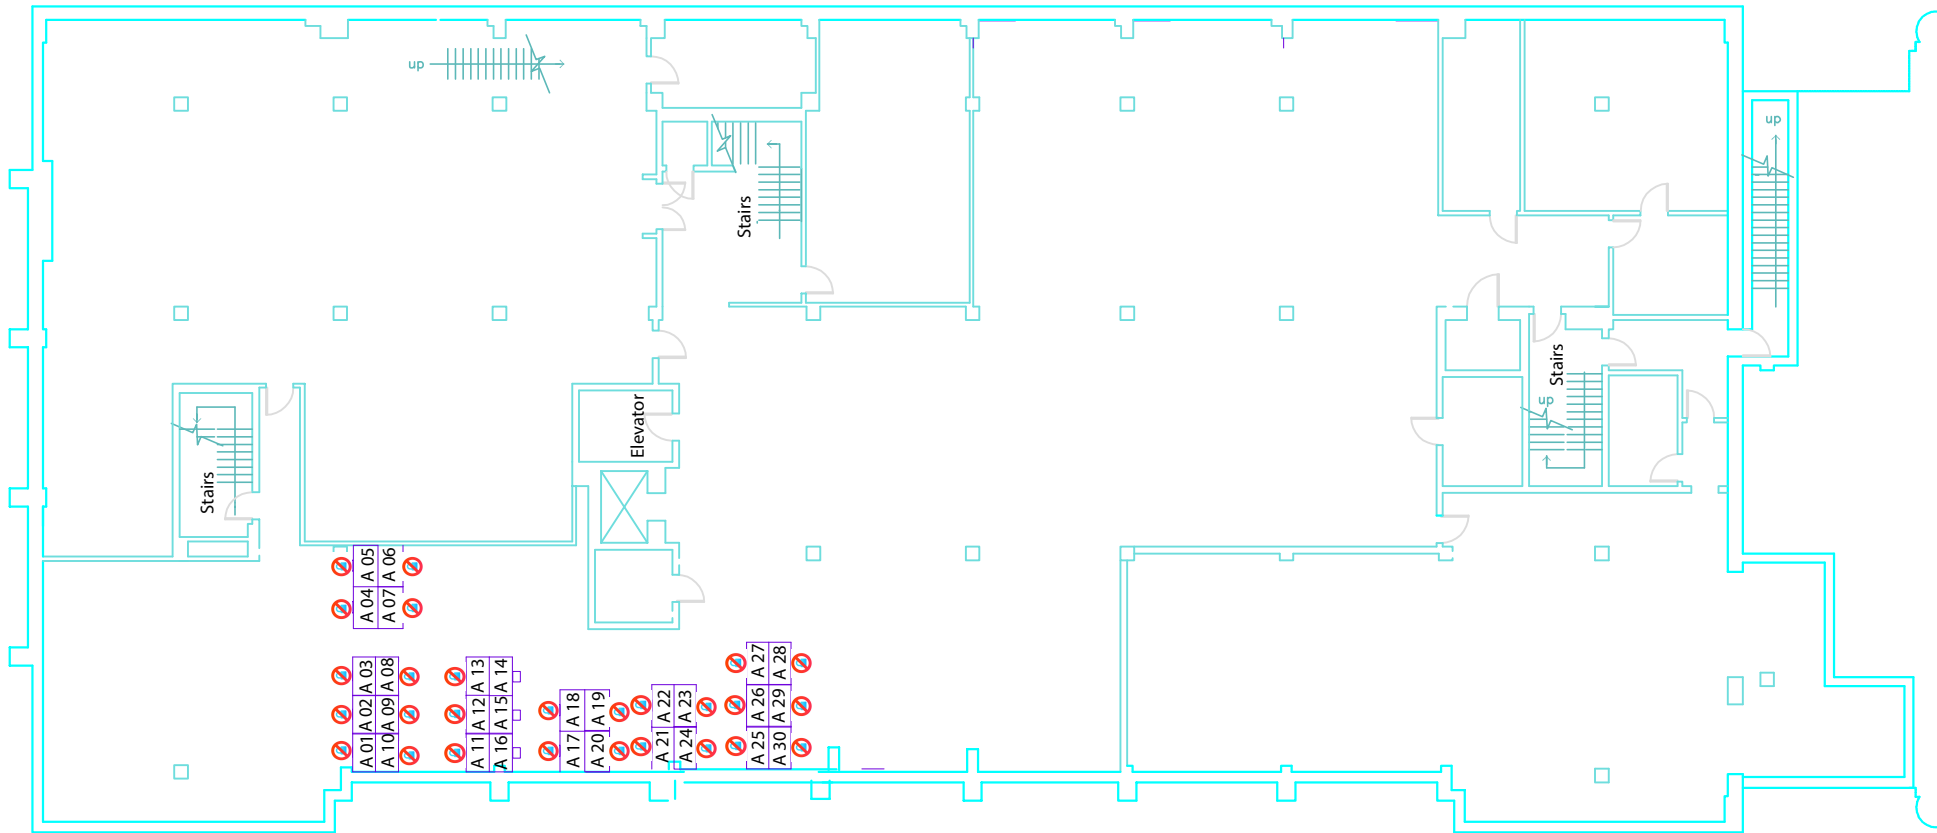 up
up
Stairs
Stairs
up
Elevator
Stairs
A 05
A 06
A 04
A 07
A 03
A 08
A 02
A 09
A 01
A 10
A 13
A 14
A 12
A 15
A 11
A 16
A 18
A 19
A 17
A 20
A 22
A 23
A 21
A 24
A 27
A 28
A 26
A 29
A 25
A 30